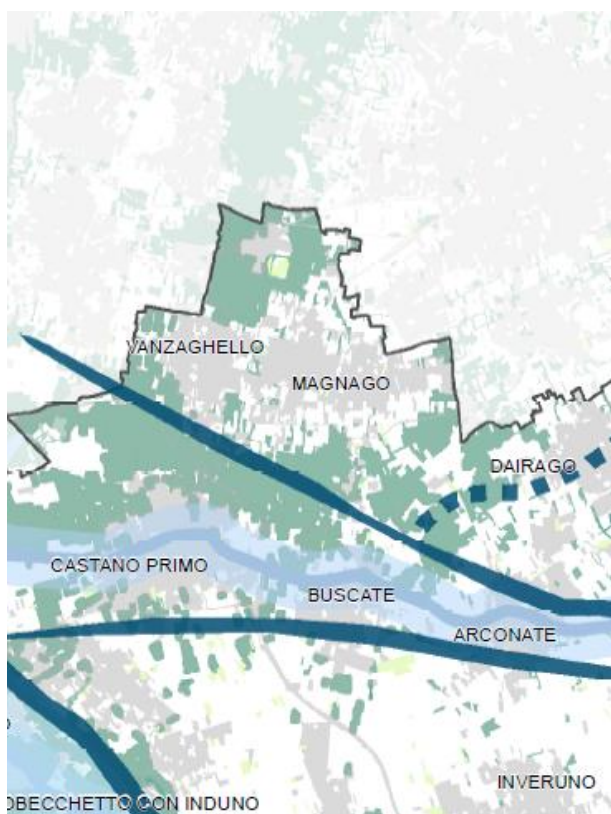 VANZAGHELLO
MAGNAGO
DAIRAGO
CASTANO PRIMO
BUSCATE
ARCONATE
O
INVERUNO
OBECCHETTO CON INDUNO